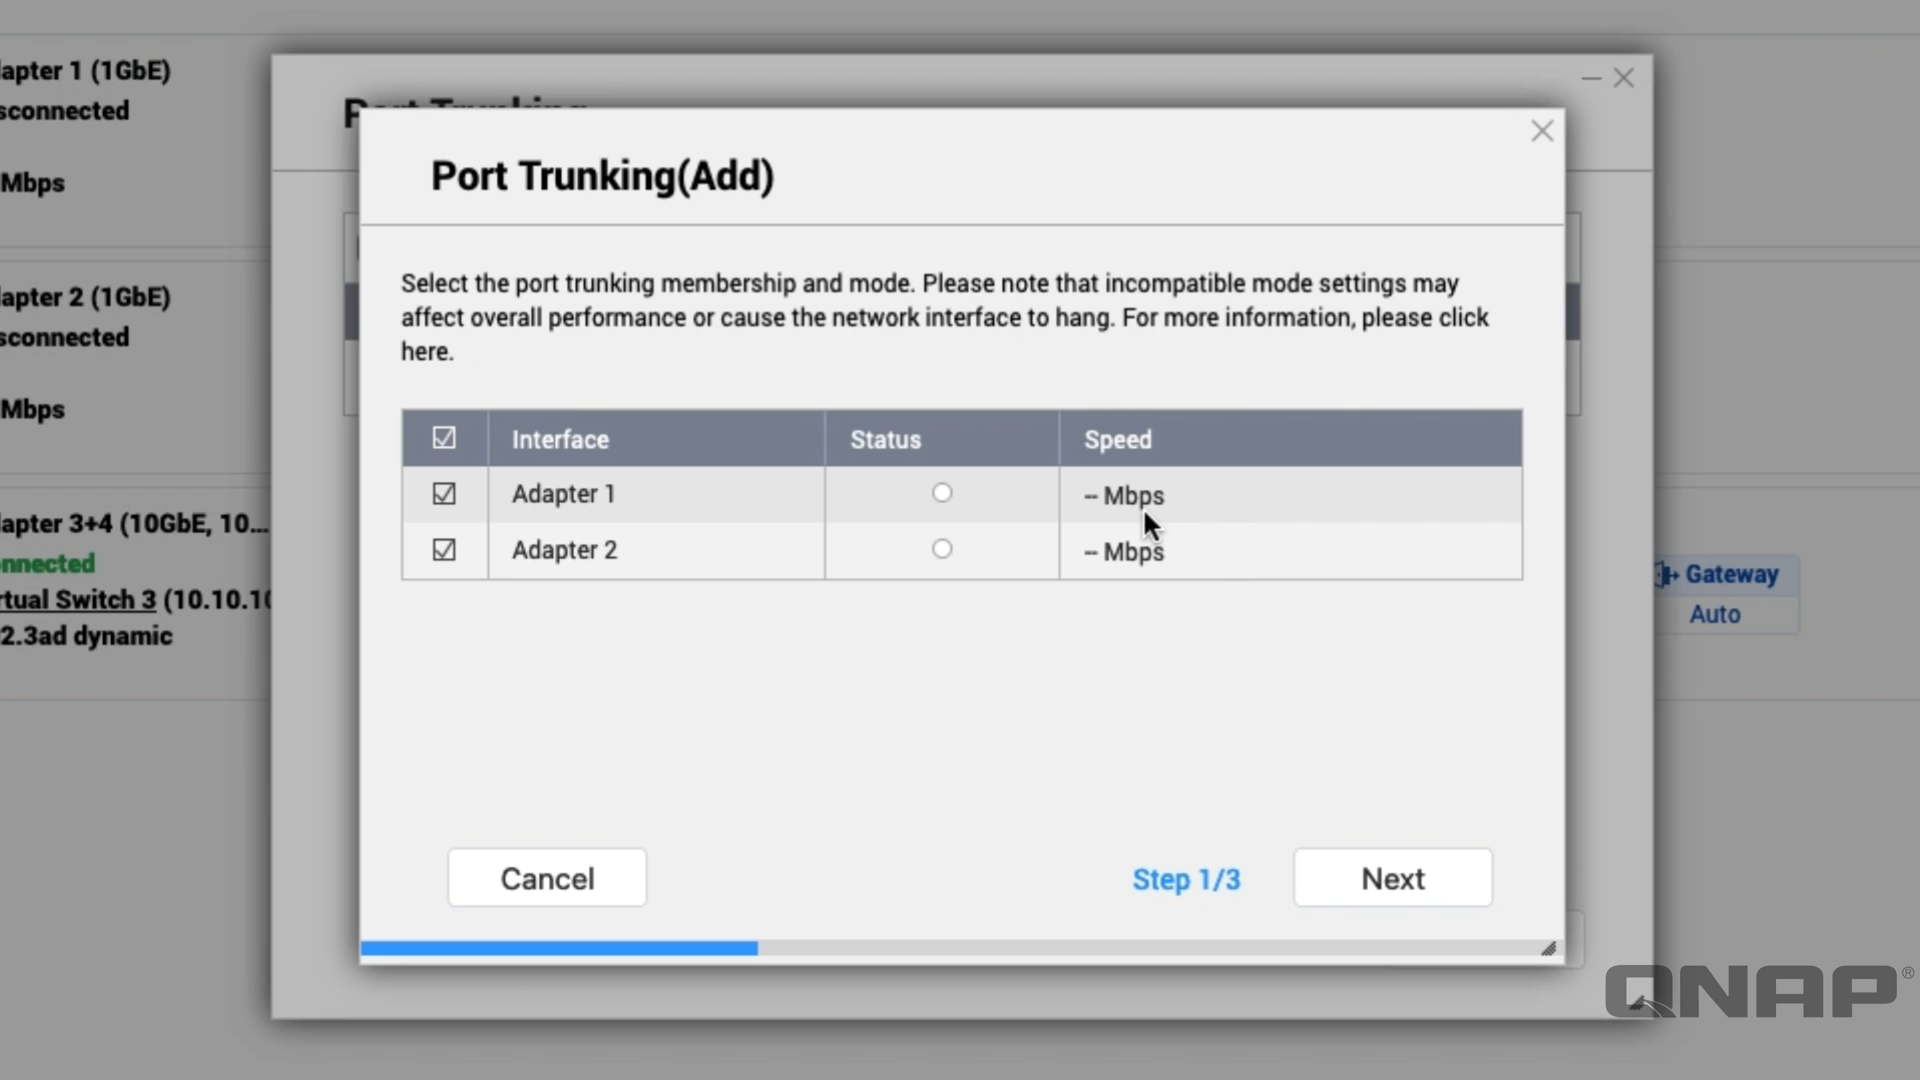 apter 1 (1GbE)
sconnected
Mbps
apter 2 (1GbE)
sconnected
Mbps
apter 3+4 (10GbE, 10...
nnected
rtual Switch 3 (10.10.10
2.3ad dynamic
Port Trunking
Port Trunking(Add)
Select the port trunking membership and mode. Please note that incompatible mode settings may
affect overall performance or cause the network interface to hang. For more information, please click
here.
Interface Status Speed
Adapter 1 -- Mbps
Adapter 2 -- Mbps
Cancel Step 1/3 Next
Gateway
Auto
QNAP®